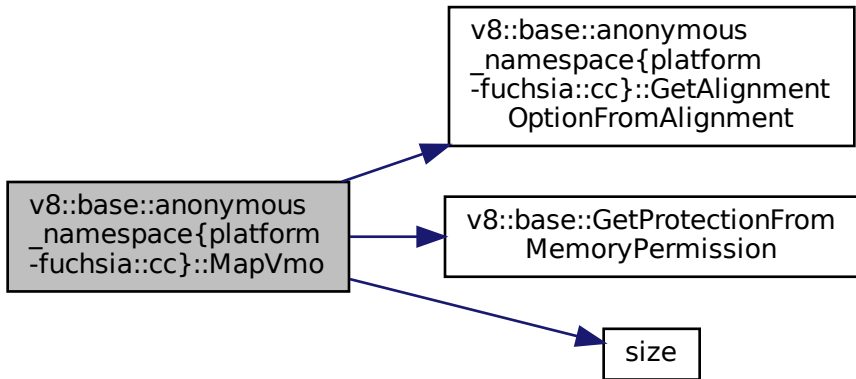 v8::base::anonymous
_namespace{platform
-fuchsia::cc}::GetAlignment
OptionFromAlignment
v8::base::anonymous
_namespace{platform
-fuchsia::cc}::MapVmo
v8::base::GetProtectionFrom
MemoryPermission
size